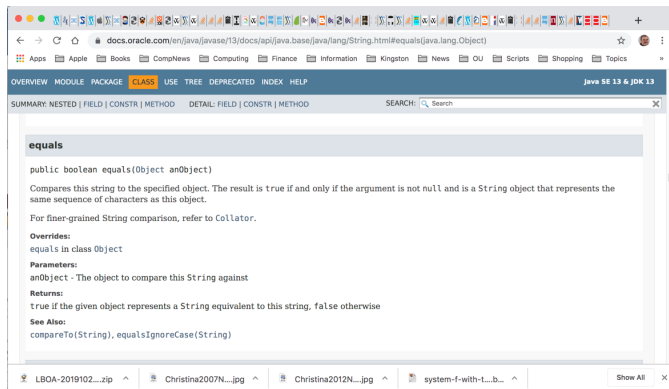 docs.oracle.com/en/java/javase/13/docs/api/java.base/java/lang/String.html#equals(java.lang.Object)
Apps Apple Books CompNews Computing Finance Information Kingston News OU Scripts Shopping Topics »
OVERVIEW MODULE PACKAGE CLASS USE TREE DEPRECATED INDEX HELP Java SE 13 & JDK 13
SUMMARY: NESTED | FIELD | CONSTR | METHOD DETAIL: FIELD | CONSTR | METHOD SEARCH: Search
equals
public boolean equals(Object anObject)
Compares this string to the specified object. The result is true if and only if the argument is not null and is a String object that represents the
same sequence of characters as this object.
For finer-grained String comparison, refer to Collator.
Overrides:
equals in class Object
Parameters:
anObject - The object to compare this String against
Returns:
true if the given object represents a String equivalent to this string, false otherwise
See Also:
compareTo(String), equalsIgnoreCase(String)
LBOA-2019102....zip Christina2007N....jpg Christina2012N....jpg system-f-with-t....b... Show All